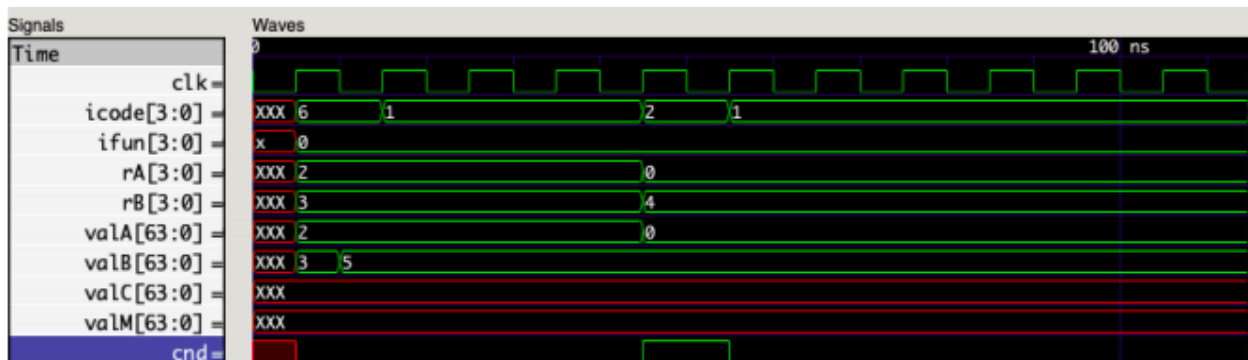 Signals Waves
Time 0 100 ns
clk=
icode[3:0] = XXX 6 1 2 1
ifun[3:0] = x 0
rA[3:0] = XXX 2 0
rB[3:0] = XXX 3 4
valA[63:0] = XXX 2 0
valB[63:0] = XXX 3 5
valC[63:0] = XXX
valM[63:0] = XXX
cnd=